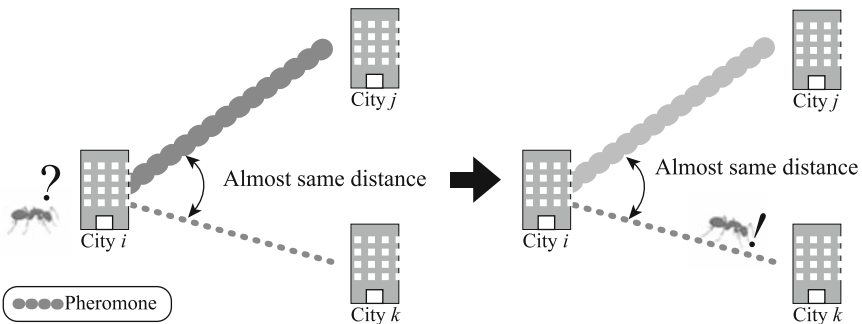 City j
?
Almost same distance
City i
City k
Pheromone
City j
Almost same distance
City i
!
City k